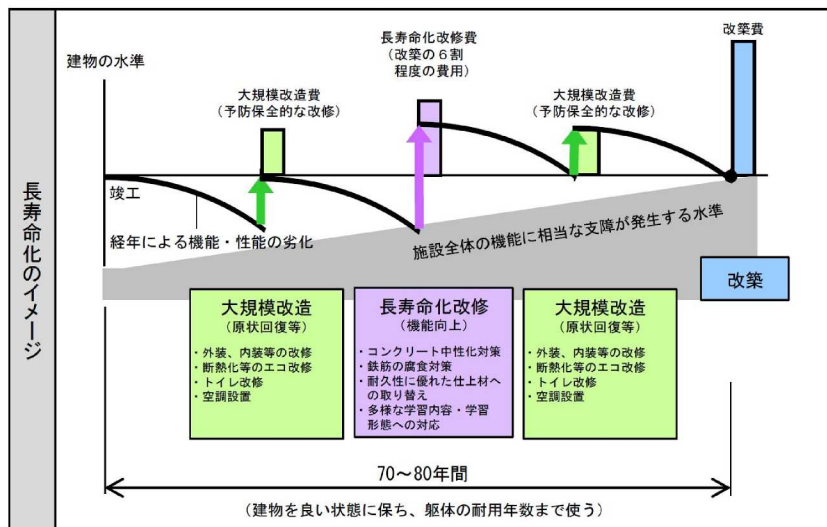 長寿命化のイメージ
建物の水準
大規模改造費
(予防保全的な改修)
長寿命化改修費
(改築の6割
程度の費用)
大規模改造費
(予防保全的な改修)
改築費
竣工
経年による機能・性能の劣化
施設全体の機能に相当な支障が発生する水準
大規模改造
(原状回復等)
・外装、内装等の改修
・断熱化等のエコ改修
・トイレ改修
・空調設置
長寿命化改修
(機能向上)
・コンクリート中性化対策
・鉄筋の腐食対策
・耐久性に優れた仕上材へ
の取り替え
・多様な学習内容・学習
形態への対応
大規模改造
(原状回復等)
・外装、内装等の改修
・断熱化等のエコ改修
・トイレ改修
・空調設置
改築
70～80年間
(建物を良い状態に保ち、躯体の耐用年数まで使う)